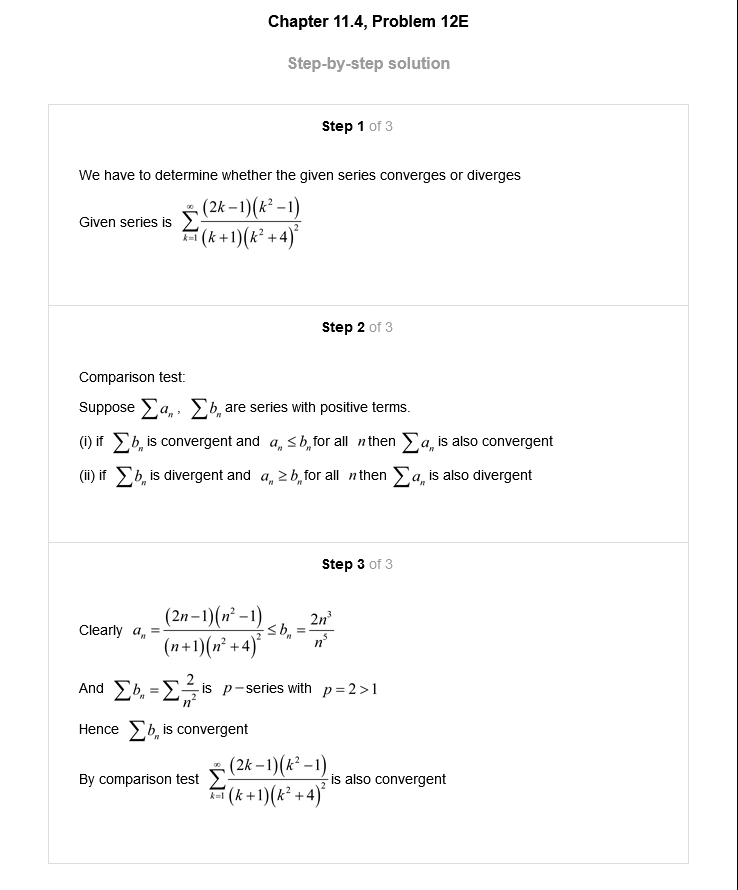 Chapter 11.4, Problem 12E
Step-by-step solution
Step 1 of 3
We have to determine whether the given series converges or diverges
Given series is $\sum_{k=1}^{\infty} \frac{(2k-1)(k^2-1)}{(k+1)(k^2+4)^2}$
Step 2 of 3
Comparison test:
Suppose $\sum a_n$, $\sum b_n$ are series with positive terms.
(i) if $\sum b_n$ is convergent and $a_n \le b_n$ for all $n$ then $\sum a_n$ is also convergent
(ii) if $\sum b_n$ is divergent and $a_n \ge b_n$ for all $n$ then $\sum a_n$ is also divergent
Step 3 of 3
Clearly $a_n = \frac{(2n-1)(n^2-1)}{(n+1)(n^2+4)^2} \le b_n = \frac{2n^3}{n^5}$
And $\sum b_n = \sum \frac{2}{n^2}$ is $p$-series with $p = 2 > 1$
Hence $\sum b_n$ is convergent
By comparison test $\sum_{k=1}^{\infty} \frac{(2k-1)(k^2-1)}{(k+1)(k^2+4)^2}$ is also convergent